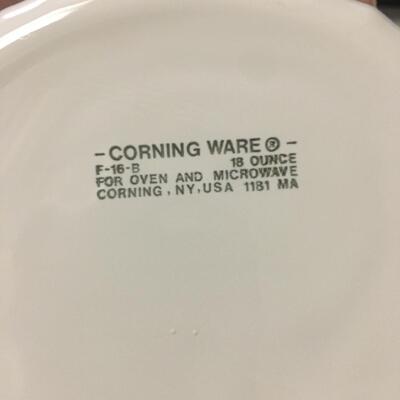 - CORNING WARE ® -
F-16-B 18 OUNCE
FOR OVEN AND MICROWAVE
CORNING, NY, USA 1181 MA